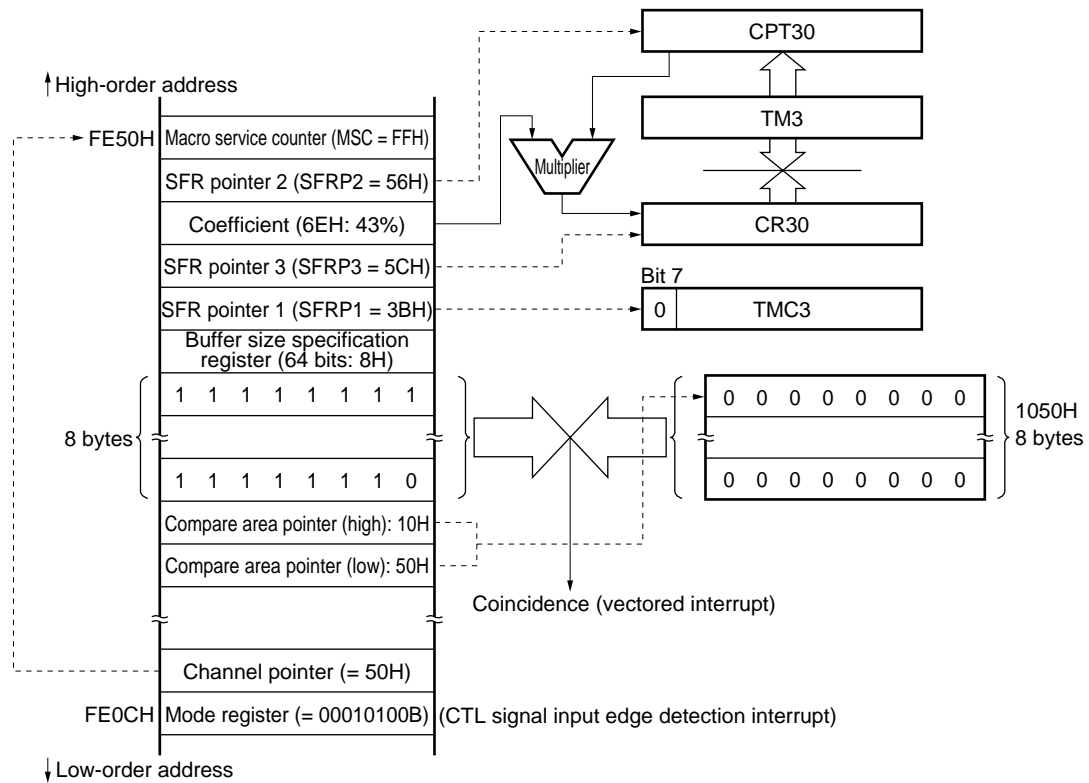 High-order address
FE50H
Macro service counter (MSC = FFH)
SFR pointer 2 (SFRP2 = 56H)
Coefficient (6EH: 43%)
SFR pointer 3 (SFRP3 = 5CH)
SFR pointer 1 (SFRP1 = 3BH)
Buffer size specification
register (64 bits: 8H)
1 1 1 1 1 1 1 1
8 bytes
1 1 1 1 1 1 1 0
Compare area pointer (high): 10H
Compare area pointer (low): 50H
Channel pointer (= 50H)
FE0CH
Mode register (= 00010100B)
(CTL signal input edge detection interrupt)
Low-order address
CPT30
TM3
Multiplier
CR30
Bit 7
0
TMC3
0 0 0 0 0 0 0 0
1050H
8 bytes
0 0 0 0 0 0 0 0
Coincidence (vectored interrupt)